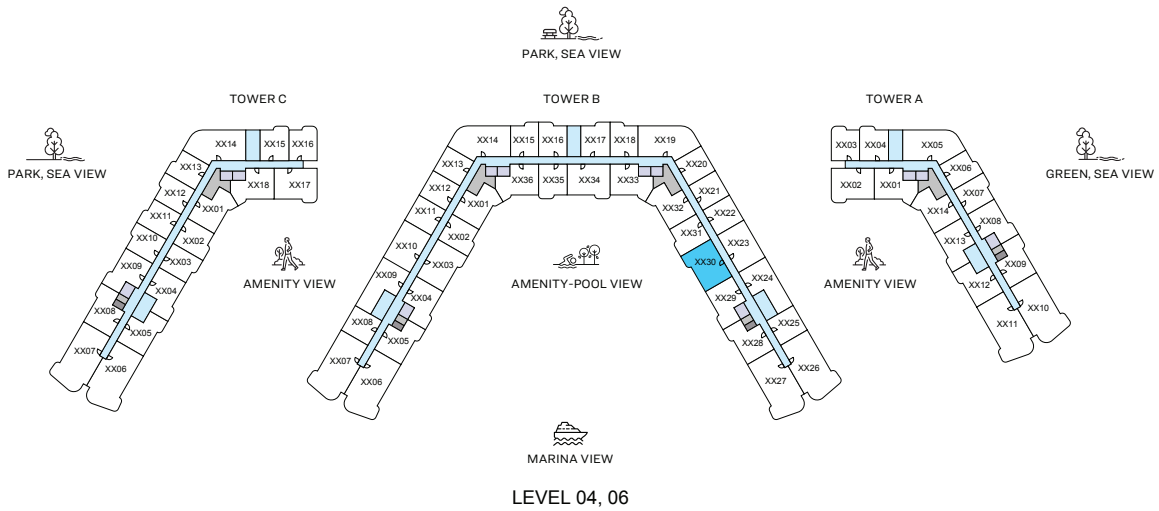 PARK, SEA VIEW
TOWER C
TOWER B
TOWER A
PARK, SEA VIEW
GREEN, SEA VIEW
XX14
XX15
XX16
XX13
XX12
XX11
XX10
XX09
XX08
XX07
XX06
XX05
XX04
XX03
XX02
XX01
XX18
XX17
AMENITY VIEW
XX14
XX15
XX16
XX17
XX18
XX19
XX13
XX12
XX11
XX10
XX09
XX08
XX07
XX06
XX05
XX04
XX03
XX02
XX01
XX36
XX35
XX34
XX33
XX32
XX31
XX30
XX29
XX28
XX27
XX26
XX25
XX24
XX23
XX22
XX21
XX20
AMENITY-POOL VIEW
AMENITY VIEW
XX03
XX04
XX05
XX02
XX01
XX06
XX07
XX08
XX09
XX10
XX11
XX12
XX13
XX14
MARINA VIEW
LEVEL 04, 06